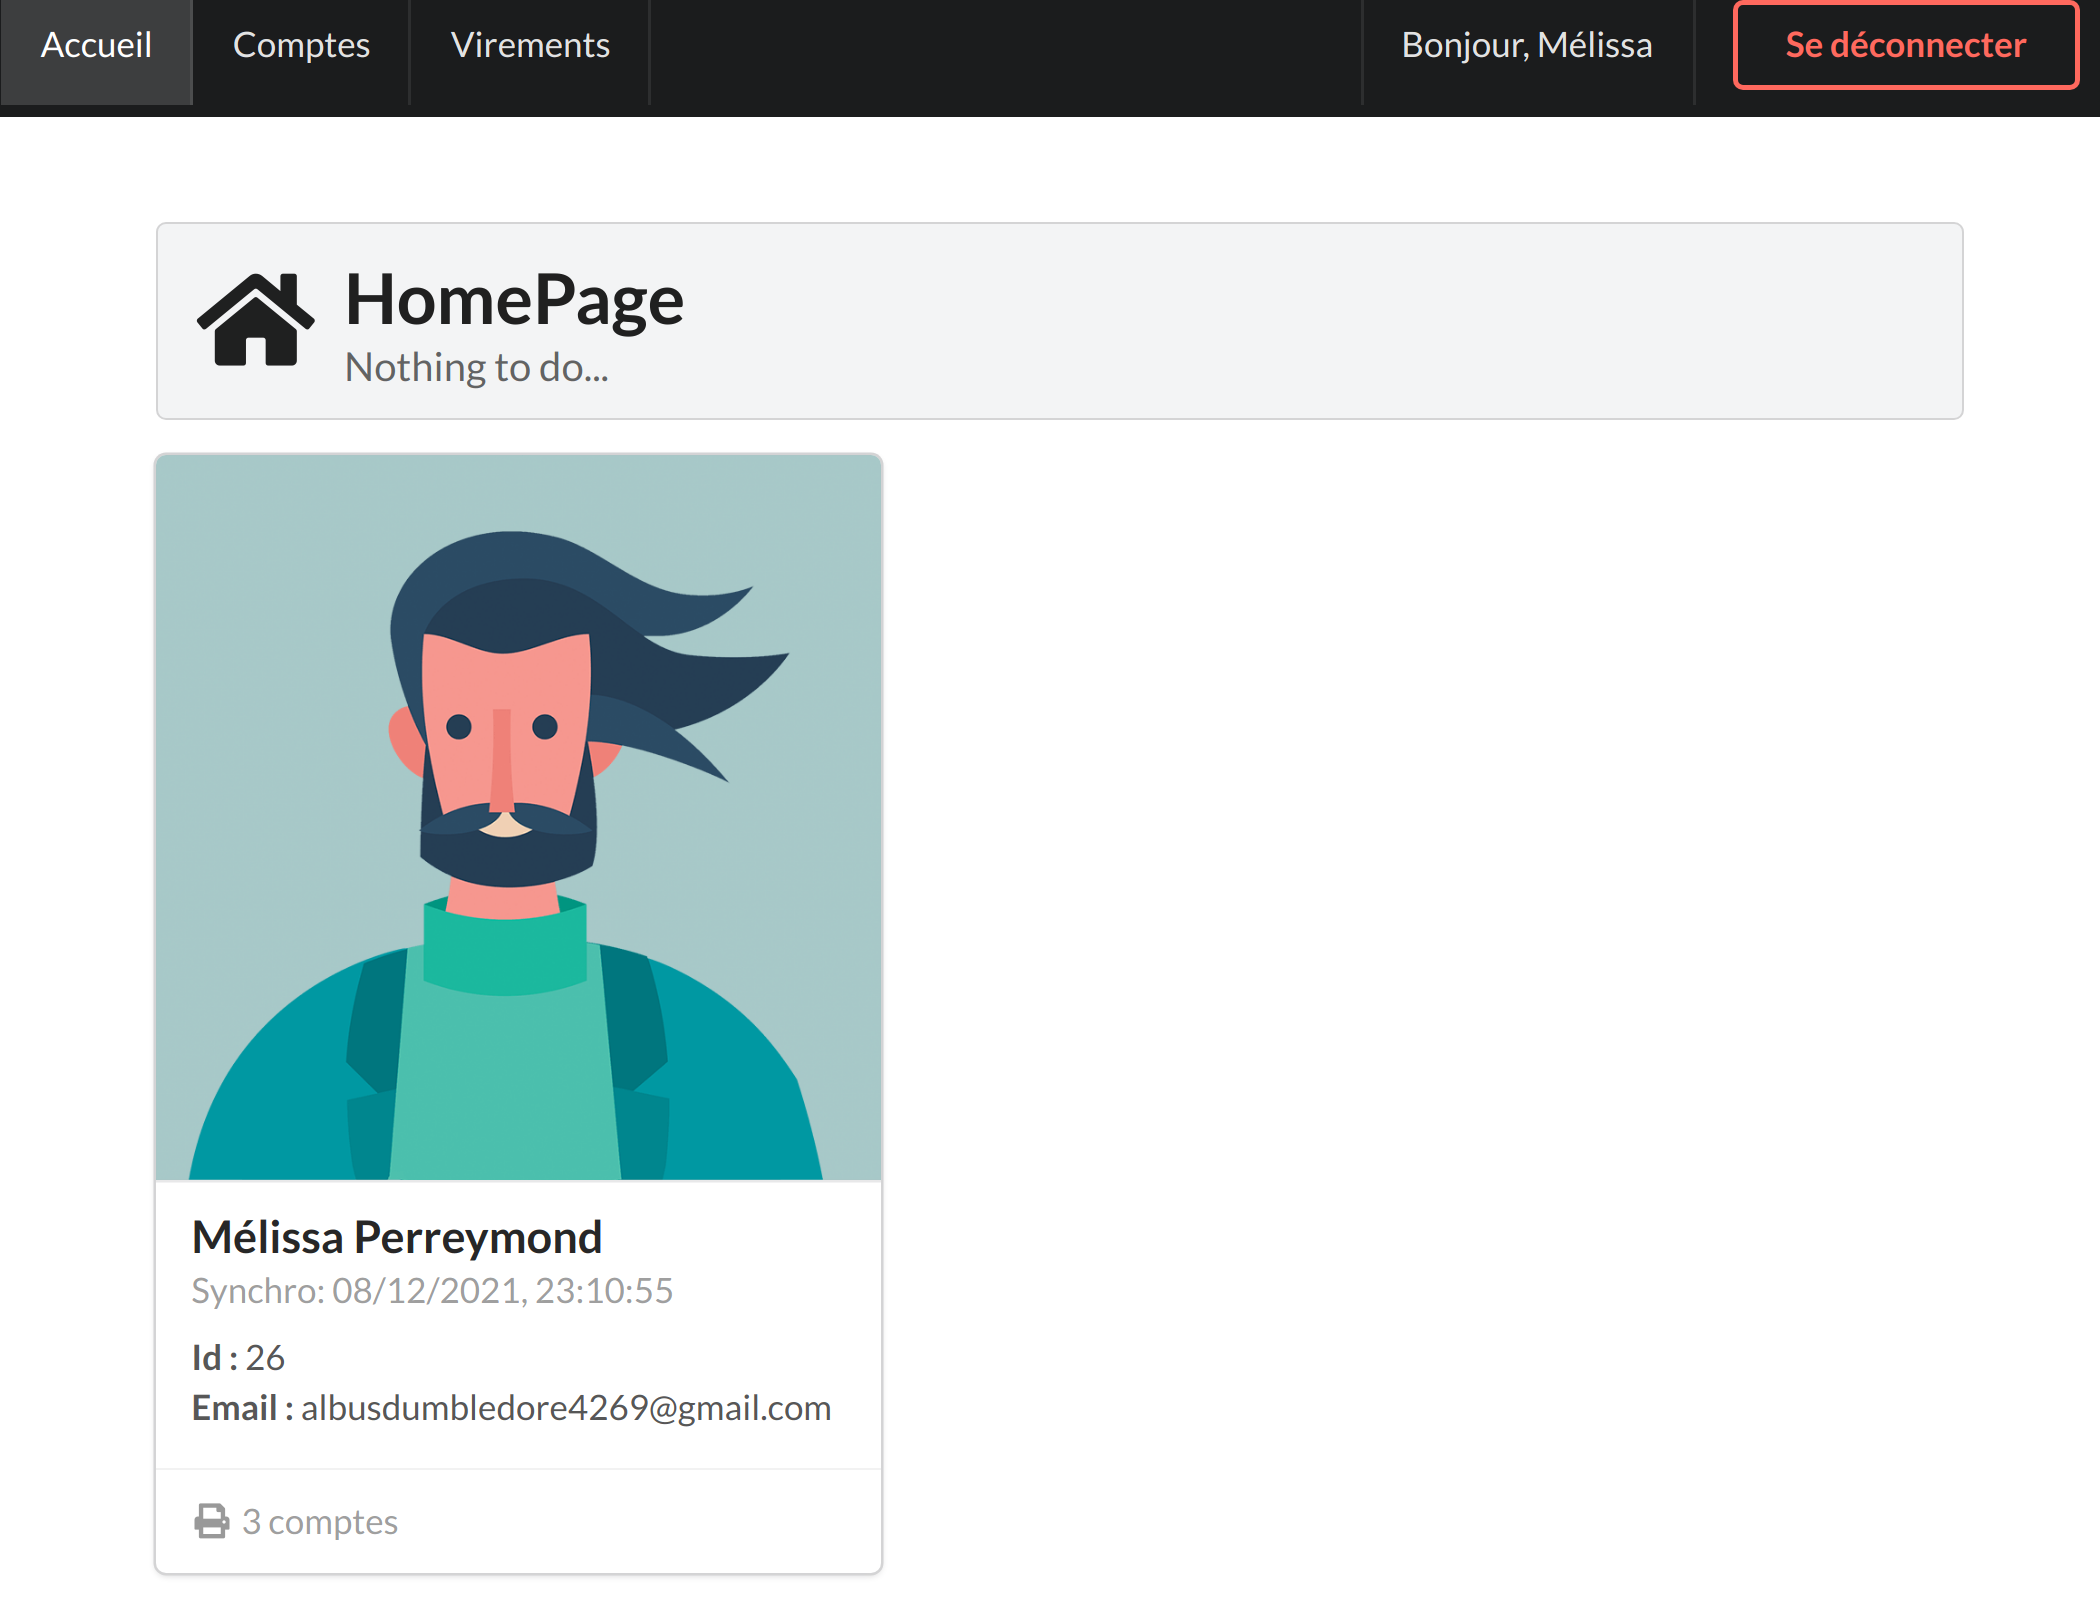 Accueil Comptes Virements Bonjour, Mélissa Se déconnecter
HomePage
Nothing to do...
Mélissa Perreymond
Synchro: 08/12/2021, 23:10:55
Id : 26
Email : albusdumbledore4269@gmail.com
3 comptes